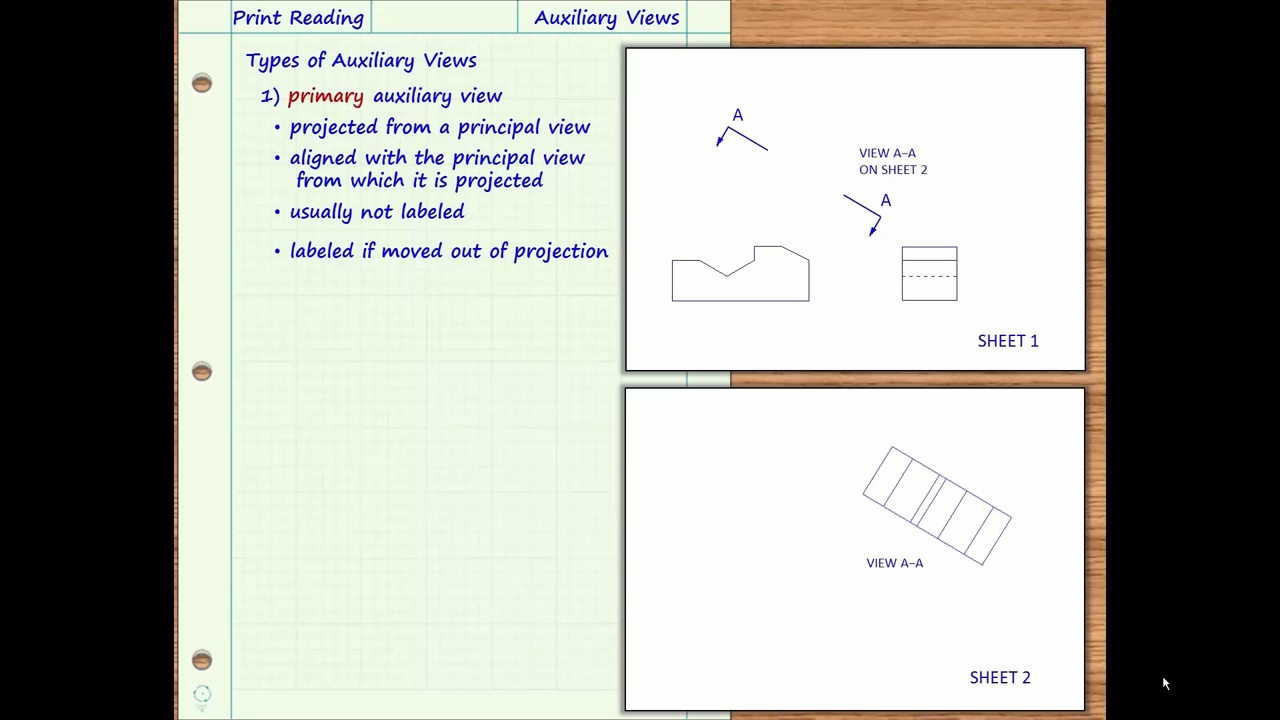 Print Reading
Auxiliary Views
Types of Auxiliary Views
1) primary auxiliary view
• projected from a principal view
• aligned with the principal view
from which it is projected
• usually not labeled
• labeled if moved out of projection
A
VIEW A–A
ON SHEET 2
A
SHEET 1
VIEW A–A
SHEET 2